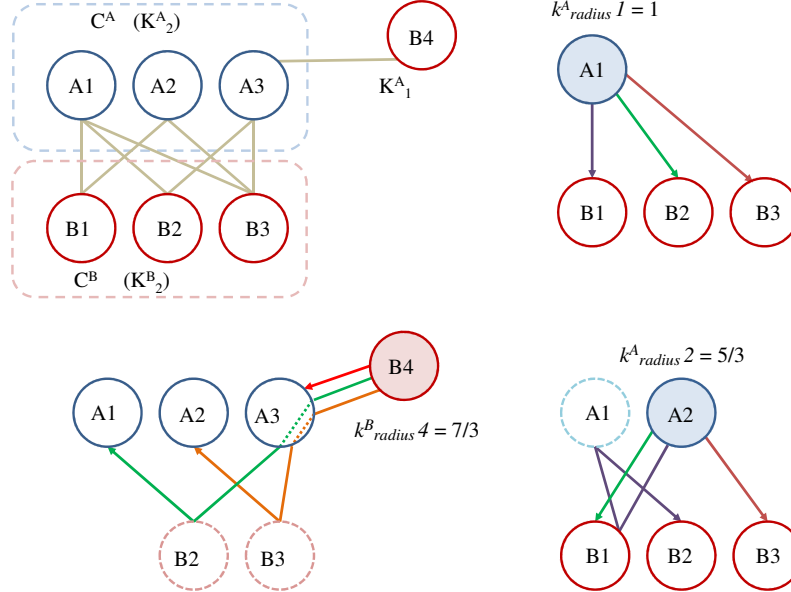 C^A (K^A_2)
A1 A2 A3
B4
K^A_1
B1 B2 B3
C^B (K^B_2)
k^A_radius 1 = 1
A1
B1 B2 B3
B4
A1 A2 A3
k^B_radius 4 = 7/3
B2 B3
k^A_radius 2 = 5/3
A1 A2
B1 B2 B3